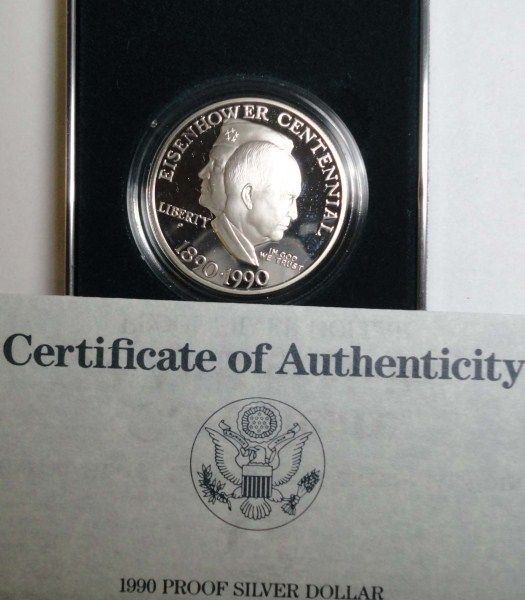 EISENHOWER CENTENNIAL
LIBERTY
IN GOD
WE TRUST
P
1890-1990
Certificate of Authenticity
1990 PROOF SILVER DOLLAR